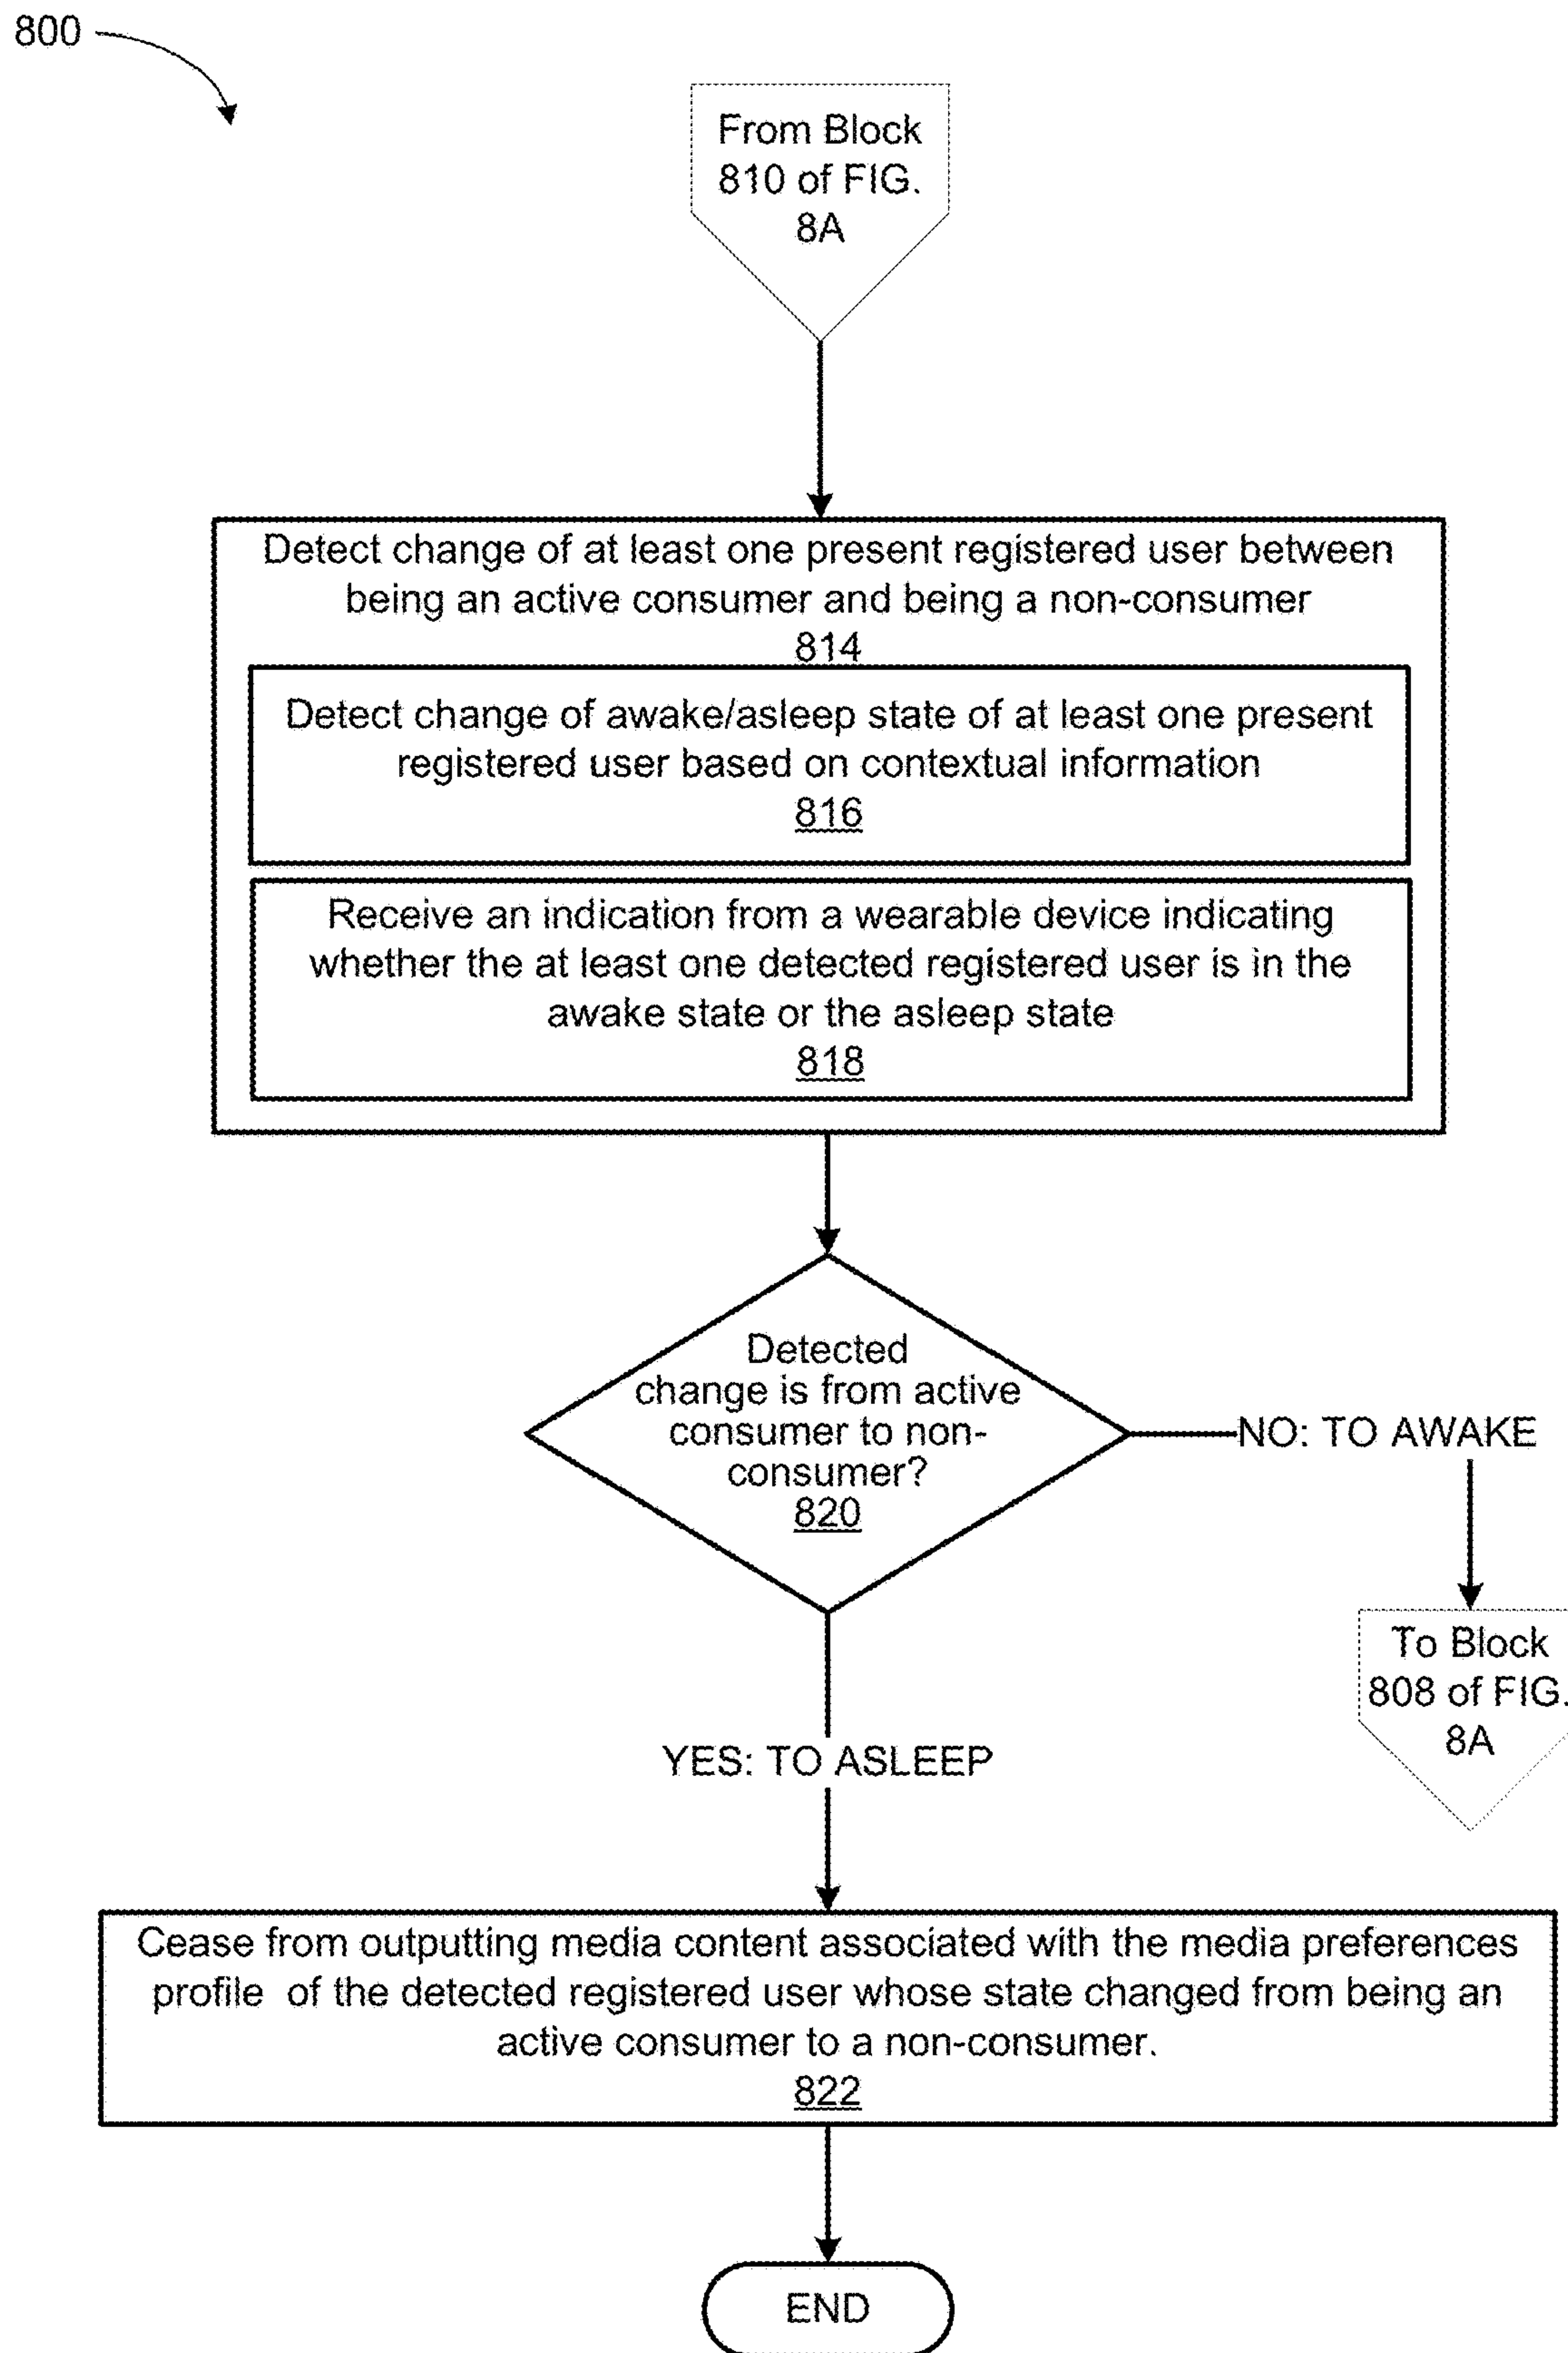 800
From Block
810 of FIG.
8A
Detect change of at least one present registered user between
being an active consumer and being a non-consumer
814
Detect change of awake/asleep state of at least one present
registered user based on contextual information
816
Receive an indication from a wearable device indicating
whether the at least one detected registered user is in the
awake state or the asleep state
818
Detected
change is from active
consumer to non-
consumer?
820
NO: TO AWAKE
To Block
808 of FIG.
8A
YES: TO ASLEEP
Cease from outputting media content associated with the media preferences
profile of the detected registered user whose state changed from being an
active consumer to a non-consumer.
822
END